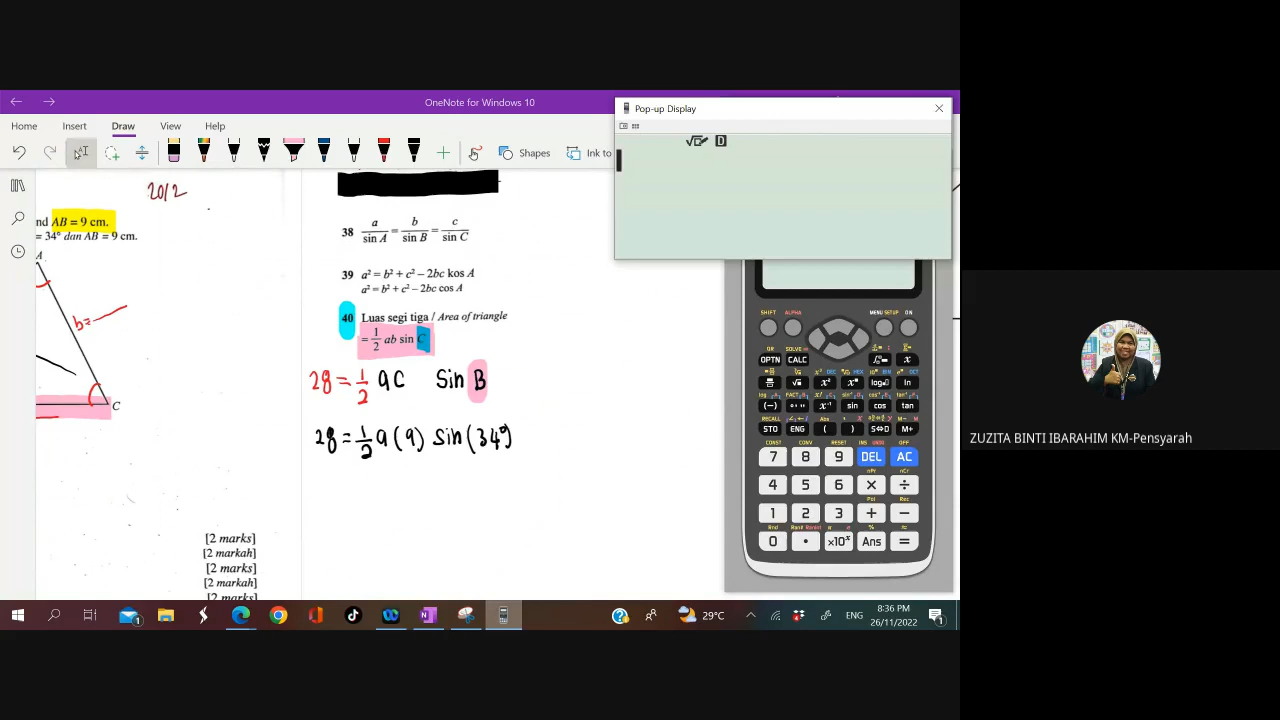 OneNote for Windows 10
Home Insert Draw View Help
Shapes
Ink to
Pop-up Display
D
20/2
nd AB = 9 cm.
= 34° dan AB = 9 cm.
A
b=
C
38 a/sin A = b/sin B = c/sin C
39 a² = b² + c² – 2bc kos A
a² = b² + c² – 2bc cos A
40 Luas segi tiga / Area of triangle
= 1/2 ab sin C
28 = 1/2 ac Sin B
28 = 1/2 a (9) sin (34°)
[2 marks]
[2 markah]
[2 marks]
[2 markah]
[2 marks]
SHIFT ALPHA MENU SETUP ON
OPTN CALC x
log ln
sin cos tan
STO ENG ( ) S⇔D M+
7 8 9 DEL AC
4 5 6 × ÷
1 2 3 + −
0 • ×10ˣ Ans =
ZUZITA BINTI IBARAHIM KM-Pensyarah
29°C
ENG
8:36 PM
26/11/2022